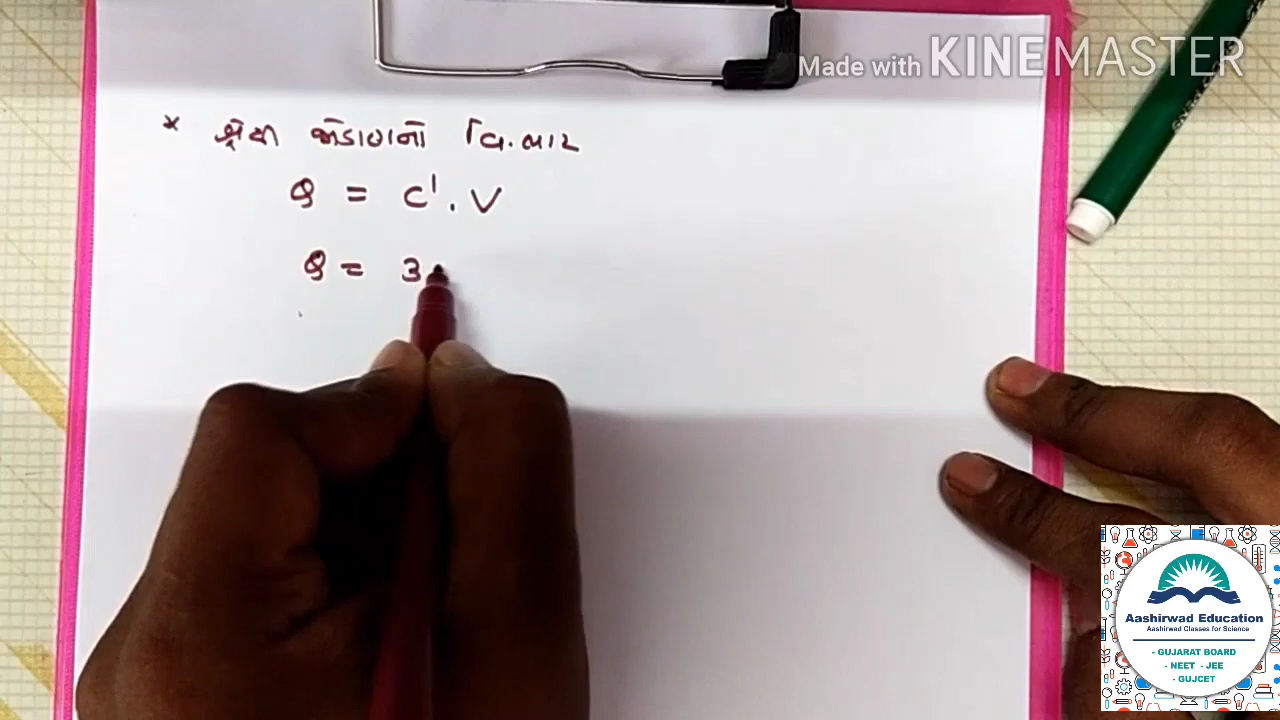 Made with KINEMASTER
* શ્રેણી જોડાણનો વિ.ભાર
Q = C'. V
Q = 3
Aashirwad Education
Aashirwad Classes for Science
- GUJARAT BOARD
- NEET - JEE
- GUJCET